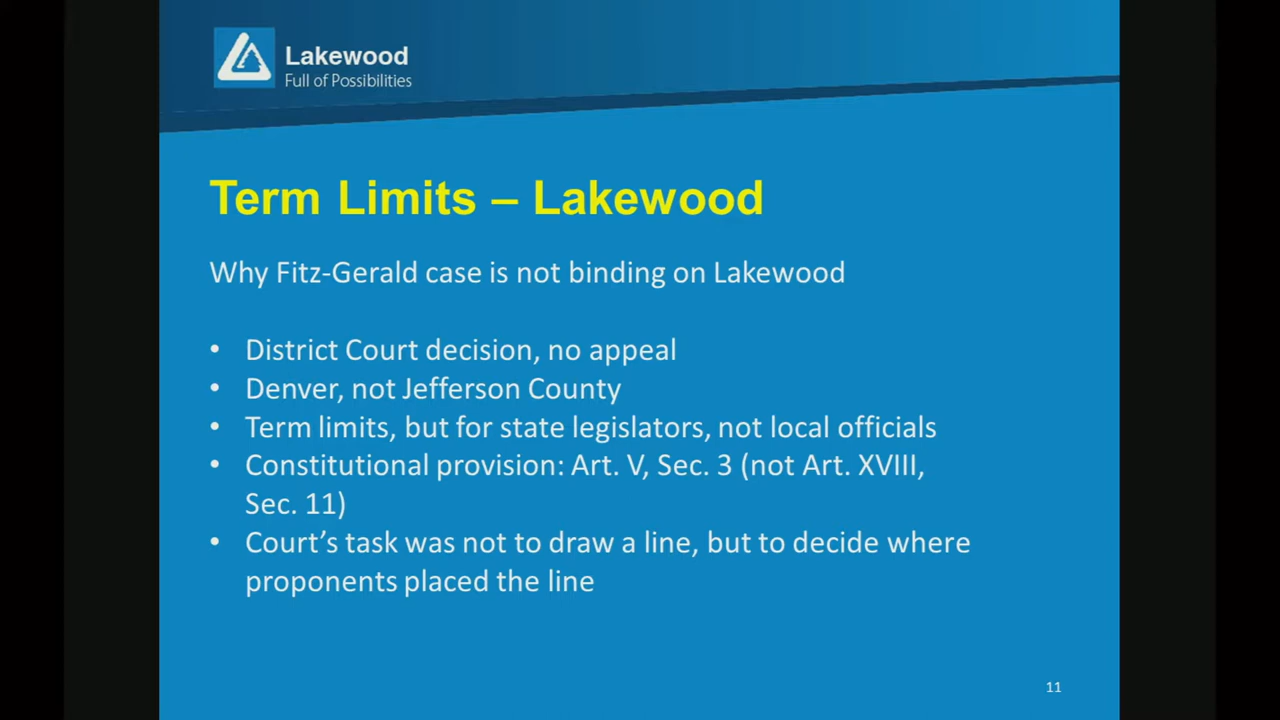 Lakewood
Full of Possibilities
Term Limits – Lakewood
Why Fitz-Gerald case is not binding on Lakewood
• District Court decision, no appeal
• Denver, not Jefferson County
• Term limits, but for state legislators, not local officials
• Constitutional provision: Art. V, Sec. 3 (not Art. XVIII,
Sec. 11)
• Court’s task was not to draw a line, but to decide where
proponents placed the line
11